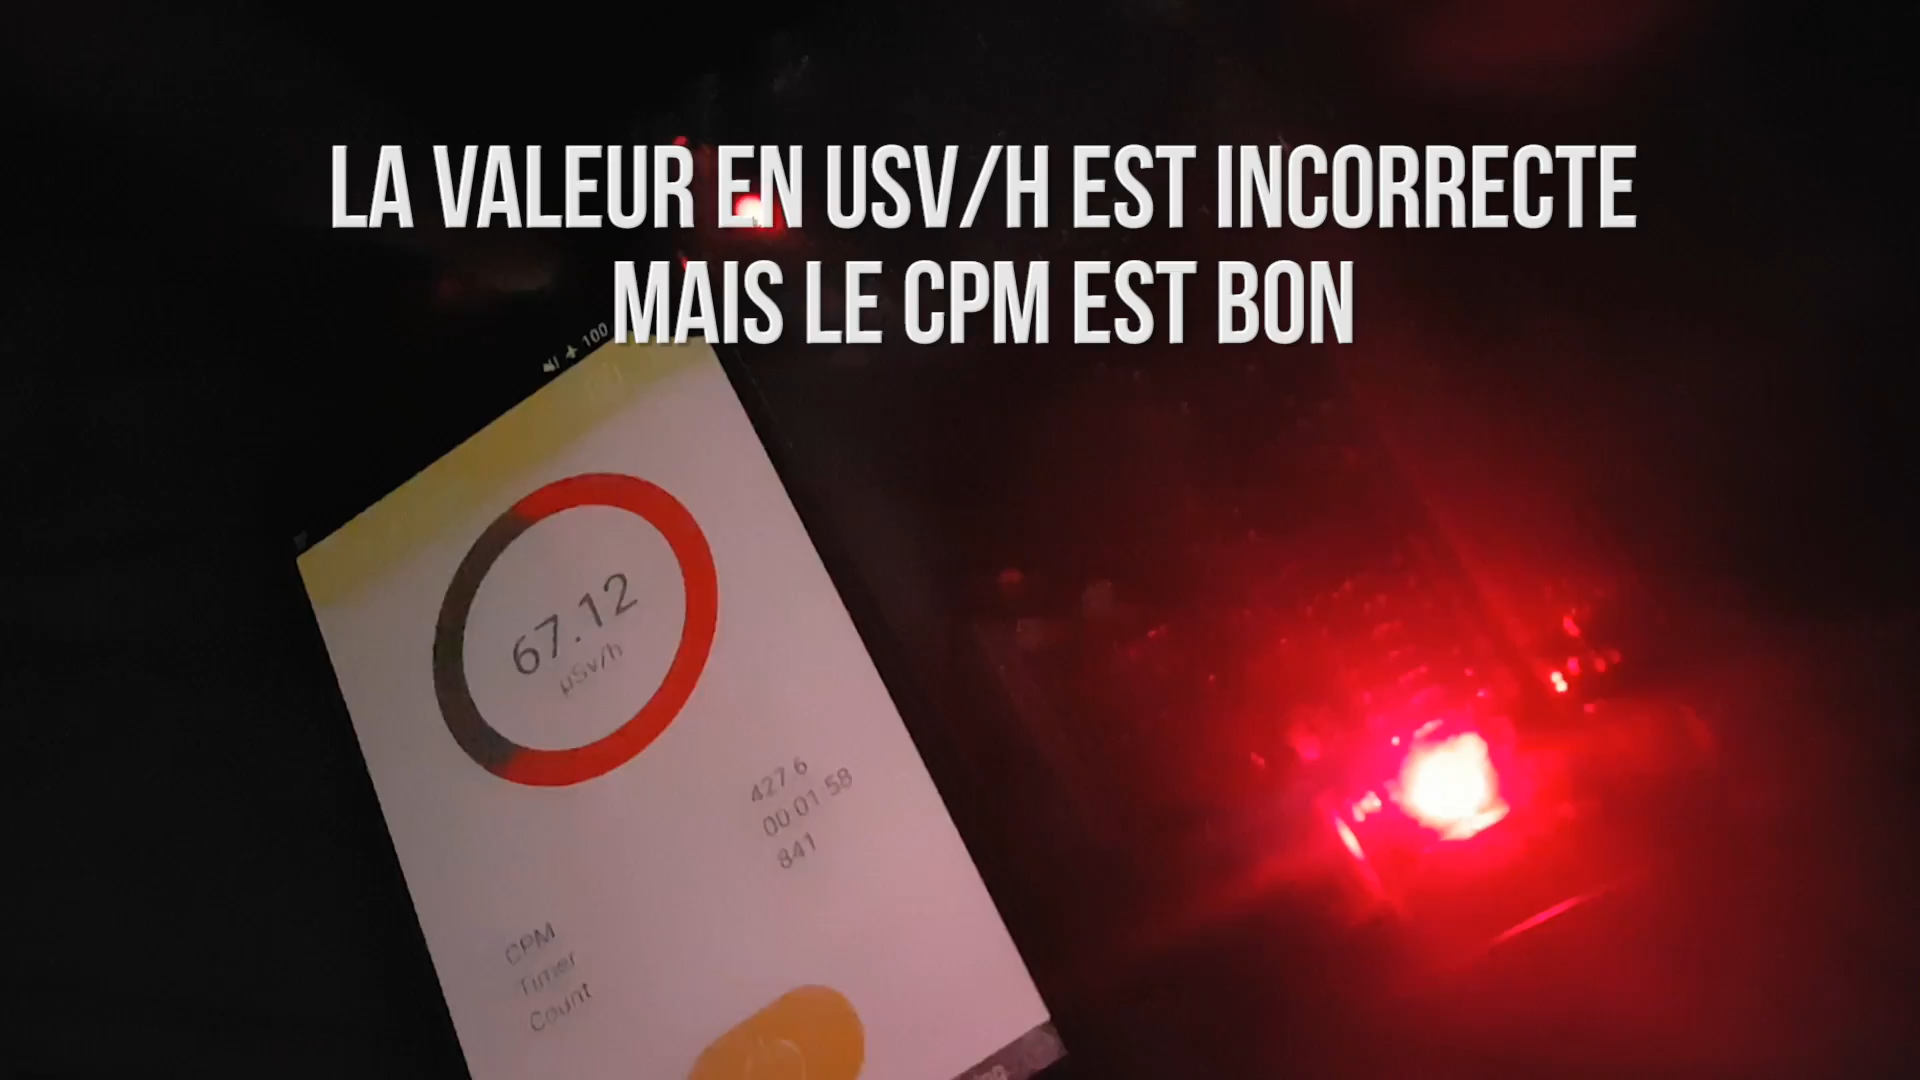 LA VALEUR EN USV/H EST INCORRECTE
MAIS LE CPM EST BON
100
67.12
µSv/h
427.6
00:01:58
841
CPM
Timer
Count